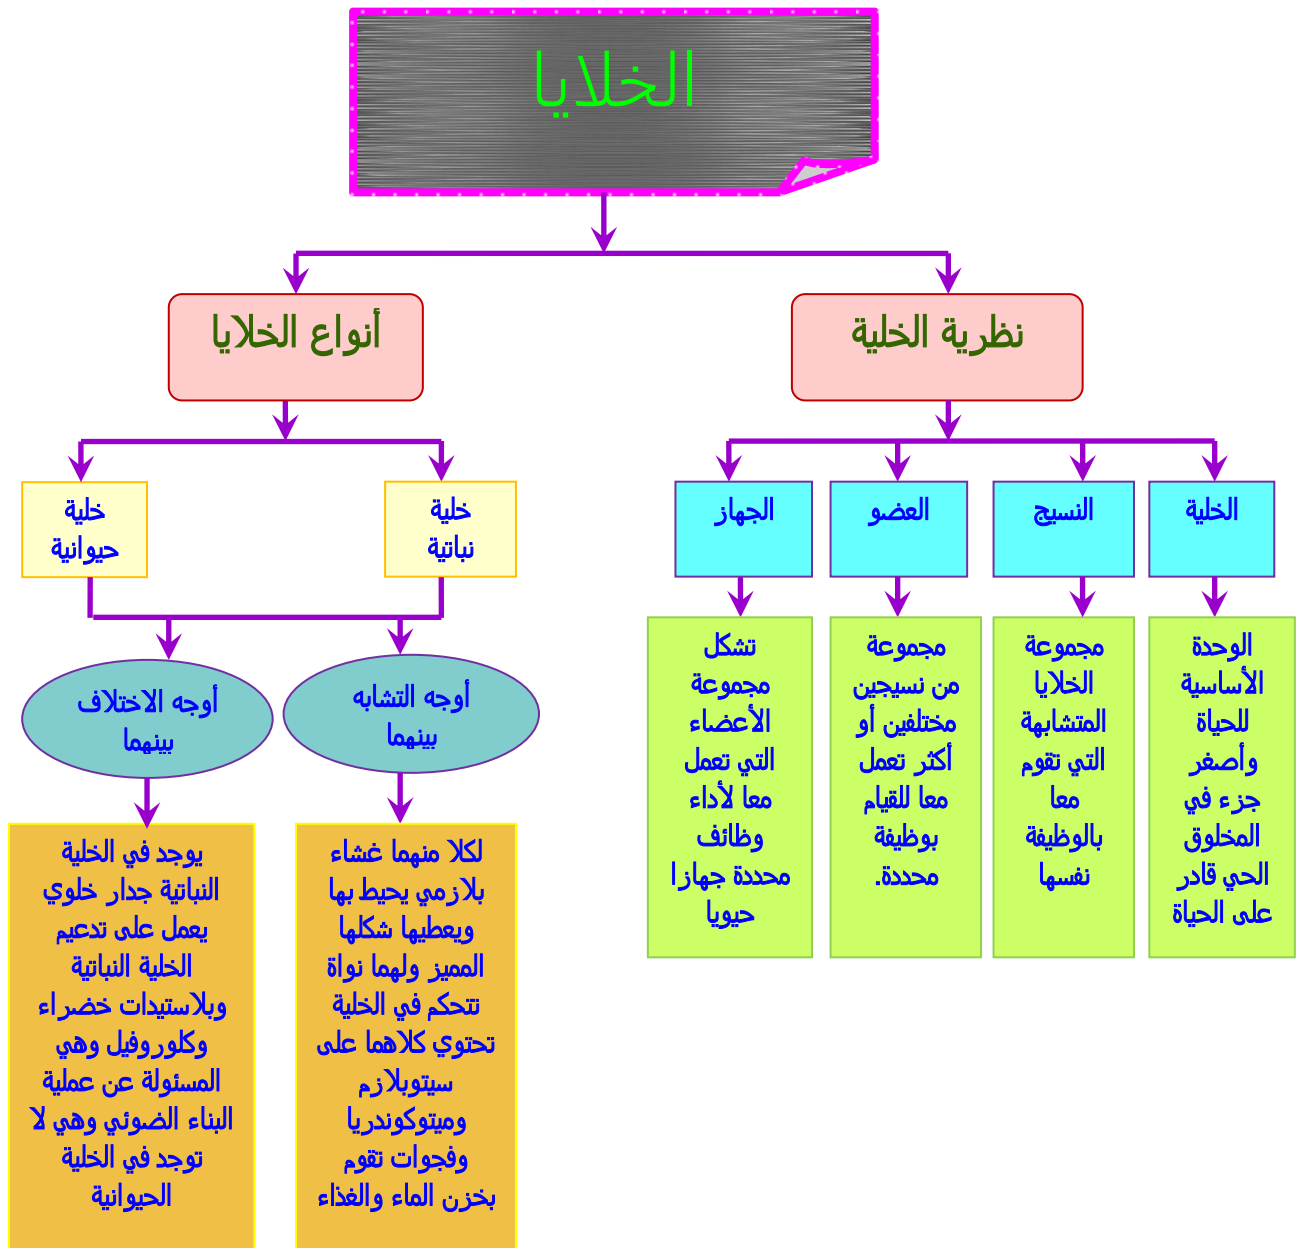 الخلايا
نظرية الخلية
أنواع الخلايا
الخلية
النسيج
العضو
الجهاز
خلية
نباتية
خلية
حيوانية
الوحدة
الأساسية
للحياة
وأصغر
جزء في
المخلوق
الحي قادر
على الحياة
مجموعة
الخلايا
المتشابهة
التي تقوم
معا
بالوظيفة
نفسها
مجموعة
من نسيجين
مختلفين أو
أكثر تعمل
معا للقيام
بوظيفة
محددة.
تشكل
مجموعة
الأعضاء
التي تعمل
معا لأداء
وظائف
محددة جهازا
حيويا
أوجه التشابه
بينهما
أوجه الاختلاف
بينهما
لكلا منهما غشاء
بلازمي يحيط بها
ويعطيها شكلها
المميز ولهما نواة
تتحكم في الخلية
تحتوي كلاهما على
سيتوبلازم
وميتوكوندريا
وفجوات تقوم
بخزن الماء والغذاء
يوجد في الخلية
النباتية جدار خلوي
يعمل على تدعيم
الخلية النباتية
وبلاستيدات خضراء
وكلوروفيل وهي
المسئولة عن عملية
البناء الضوئي وهي لا
توجد في الخلية
الحيوانية